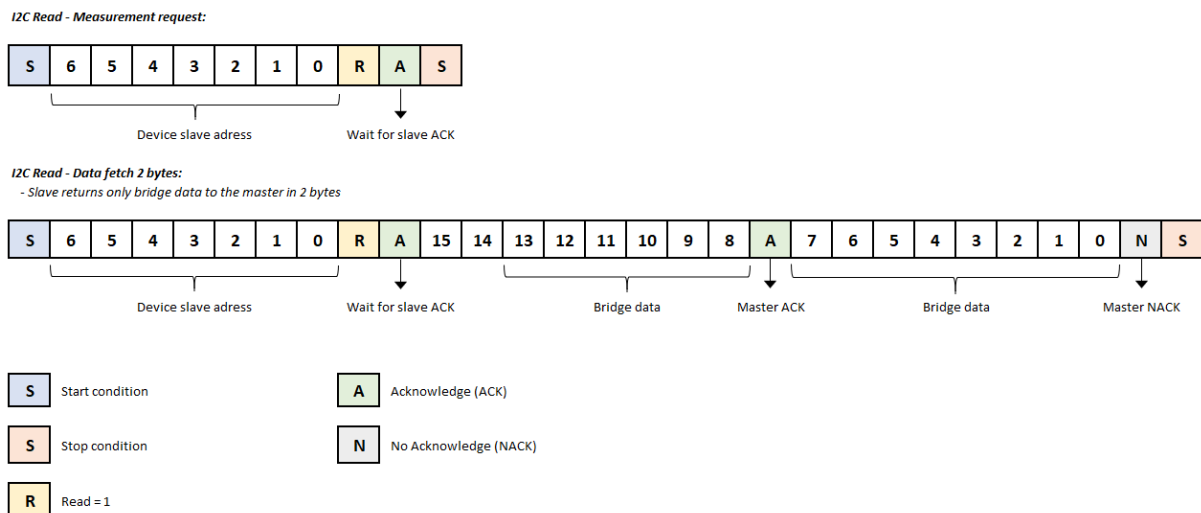 I2C Read - Measurement request:
S 6 5 4 3 2 1 0 R A S
Device slave adress Wait for slave ACK
I2C Read - Data fetch 2 bytes:
- Slave returns only bridge data to the master in 2 bytes
S 6 5 4 3 2 1 0 R A 15 14 13 12 11 10 9 8 A 7 6 5 4 3 2 1 0 N S
Device slave adress Wait for slave ACK Bridge data Master ACK Bridge data Master NACK
S Start condition A Acknowledge (ACK)
S Stop condition N No Acknowledge (NACK)
R Read = 1